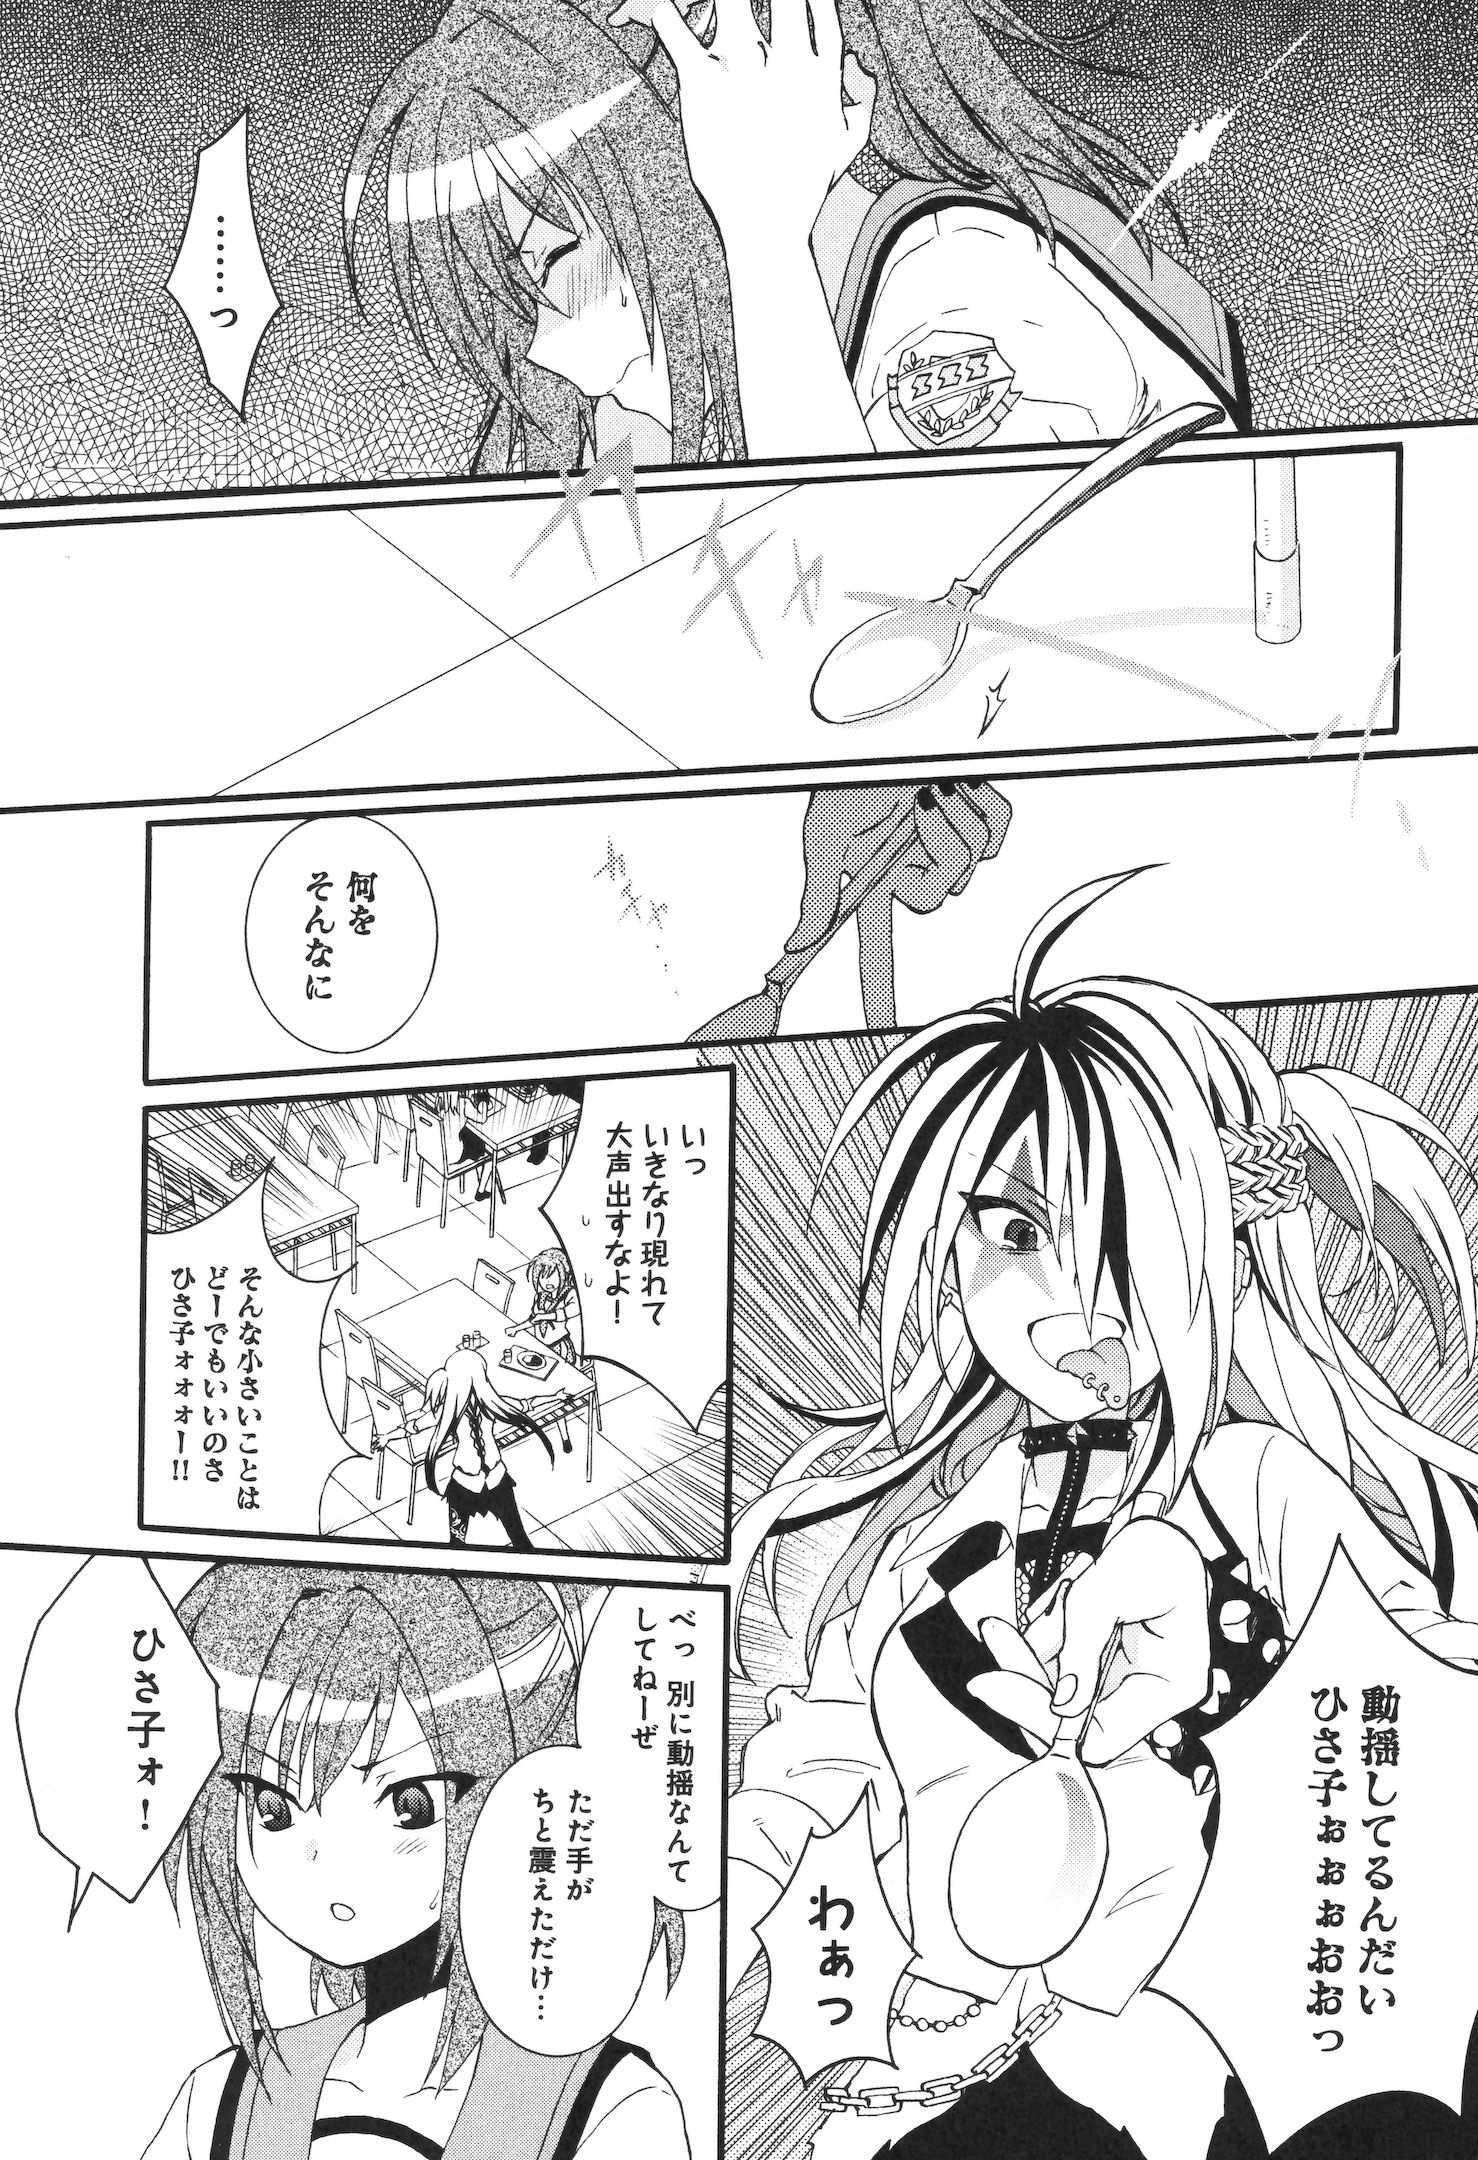 ……っ
何を
そんなに
動揺してるんだい
ひさ子ぉぉぉおおっ
わぁっ
いっ
いきなり現れて
大声出すなよ！
そんな小さいことは
どーでもいいのさ
ひさ子ォォォー!!
べっ 別に動揺なんて
してねーぜ
ただ手が
ちと震えただけ…
ひさ子ォ！